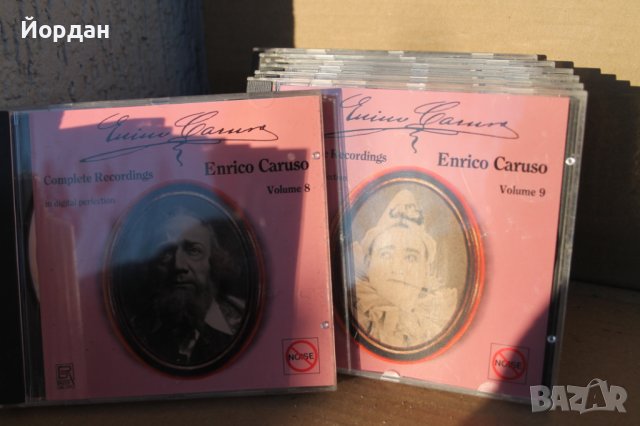 Йордан
Enrico Caruso
Enrico Caruso
Complete Recordings
Volume 8
in digital perfection
NOISE
Enrico Caruso
e Recordings
Enrico Caruso
Volume 9
NOISE
BAZAR